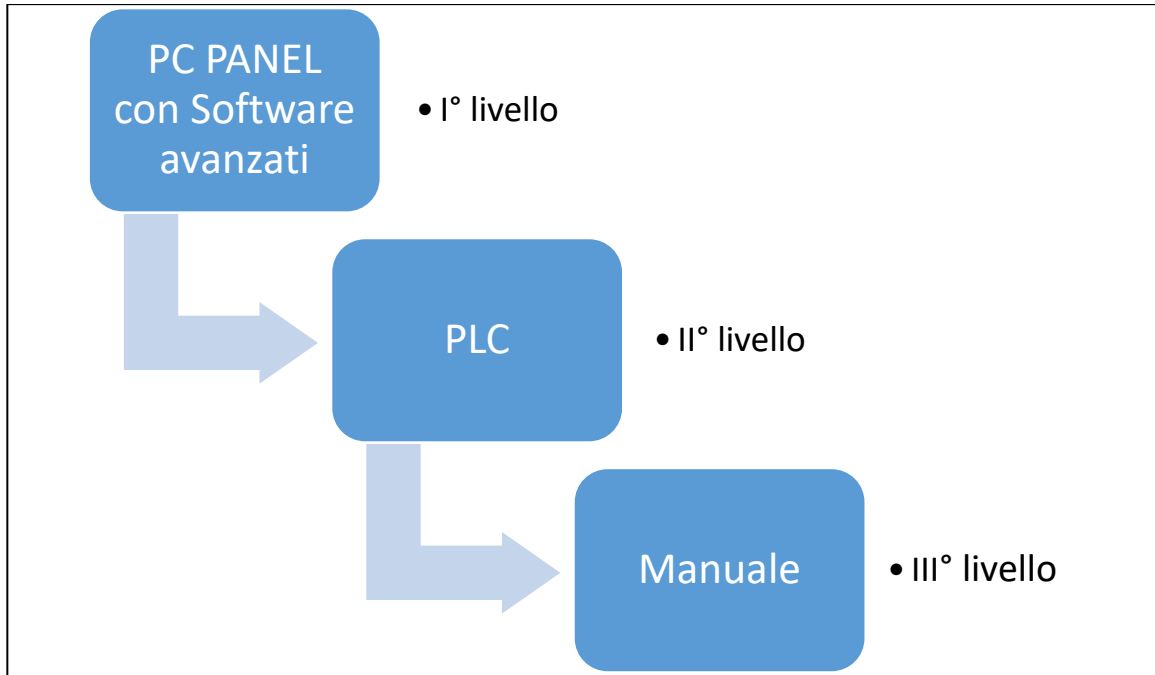 PC PANEL
con Software
avanzati
• I° livello
PLC
• II° livello
Manuale
• III° livello